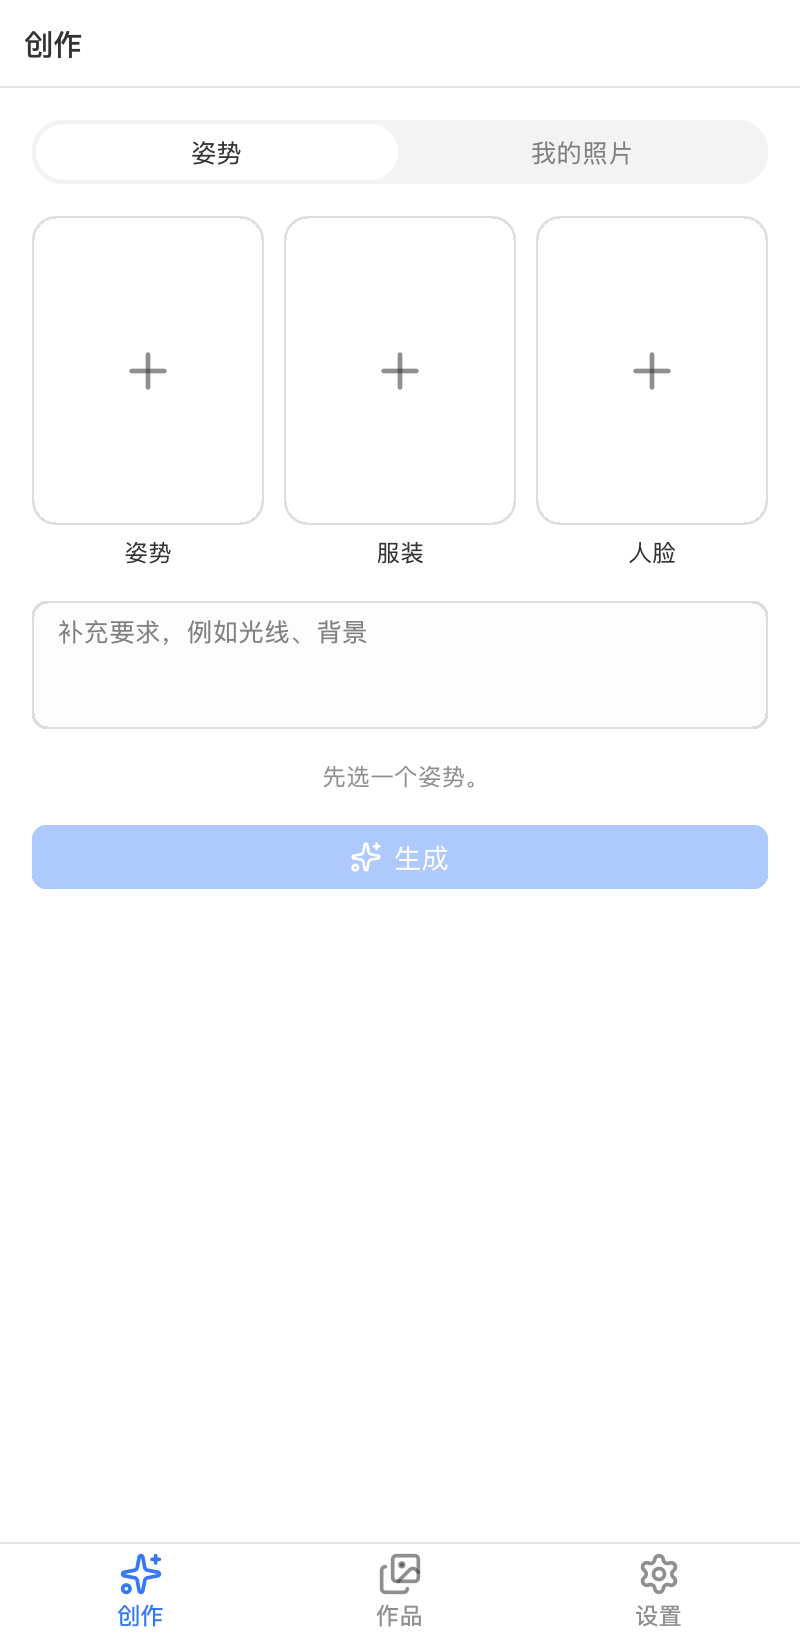 创作
姿势
我的照片
姿势
服装
人脸
补充要求，例如光线、背景
先选一个姿势。
生成
创作
作品
设置